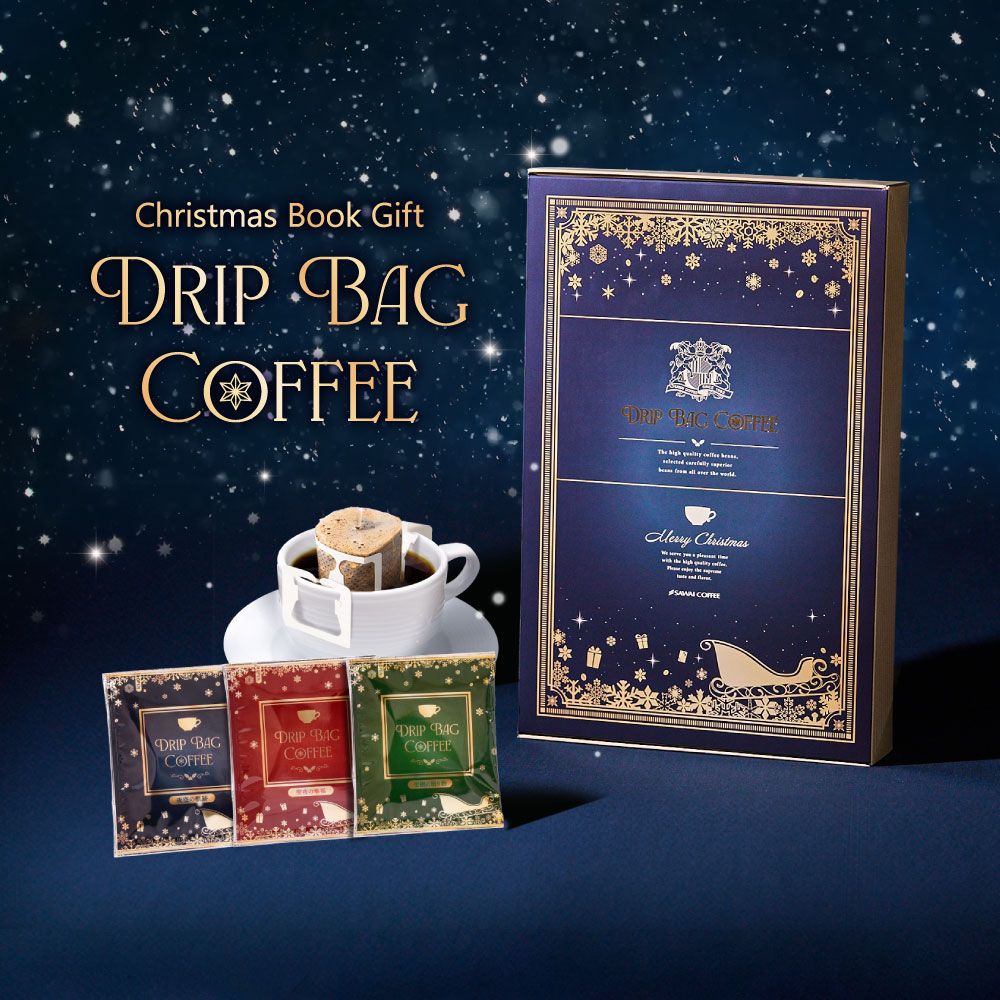 Christmas Book Gift
DRIP BAG
COFFEE
DRIP BAG COFFEE
The high quality coffee beans,
selected carefully superior
beans from all over the world.
Merry Christmas
We serve you a pleasant time
with the high quality coffee.
Please enjoy the supreme
taste and flavor.
SAWAI COFFEE
DRIP BAG
COFFEE
DRIP BAG
COFFEE
DRIP BAG
COFFEE